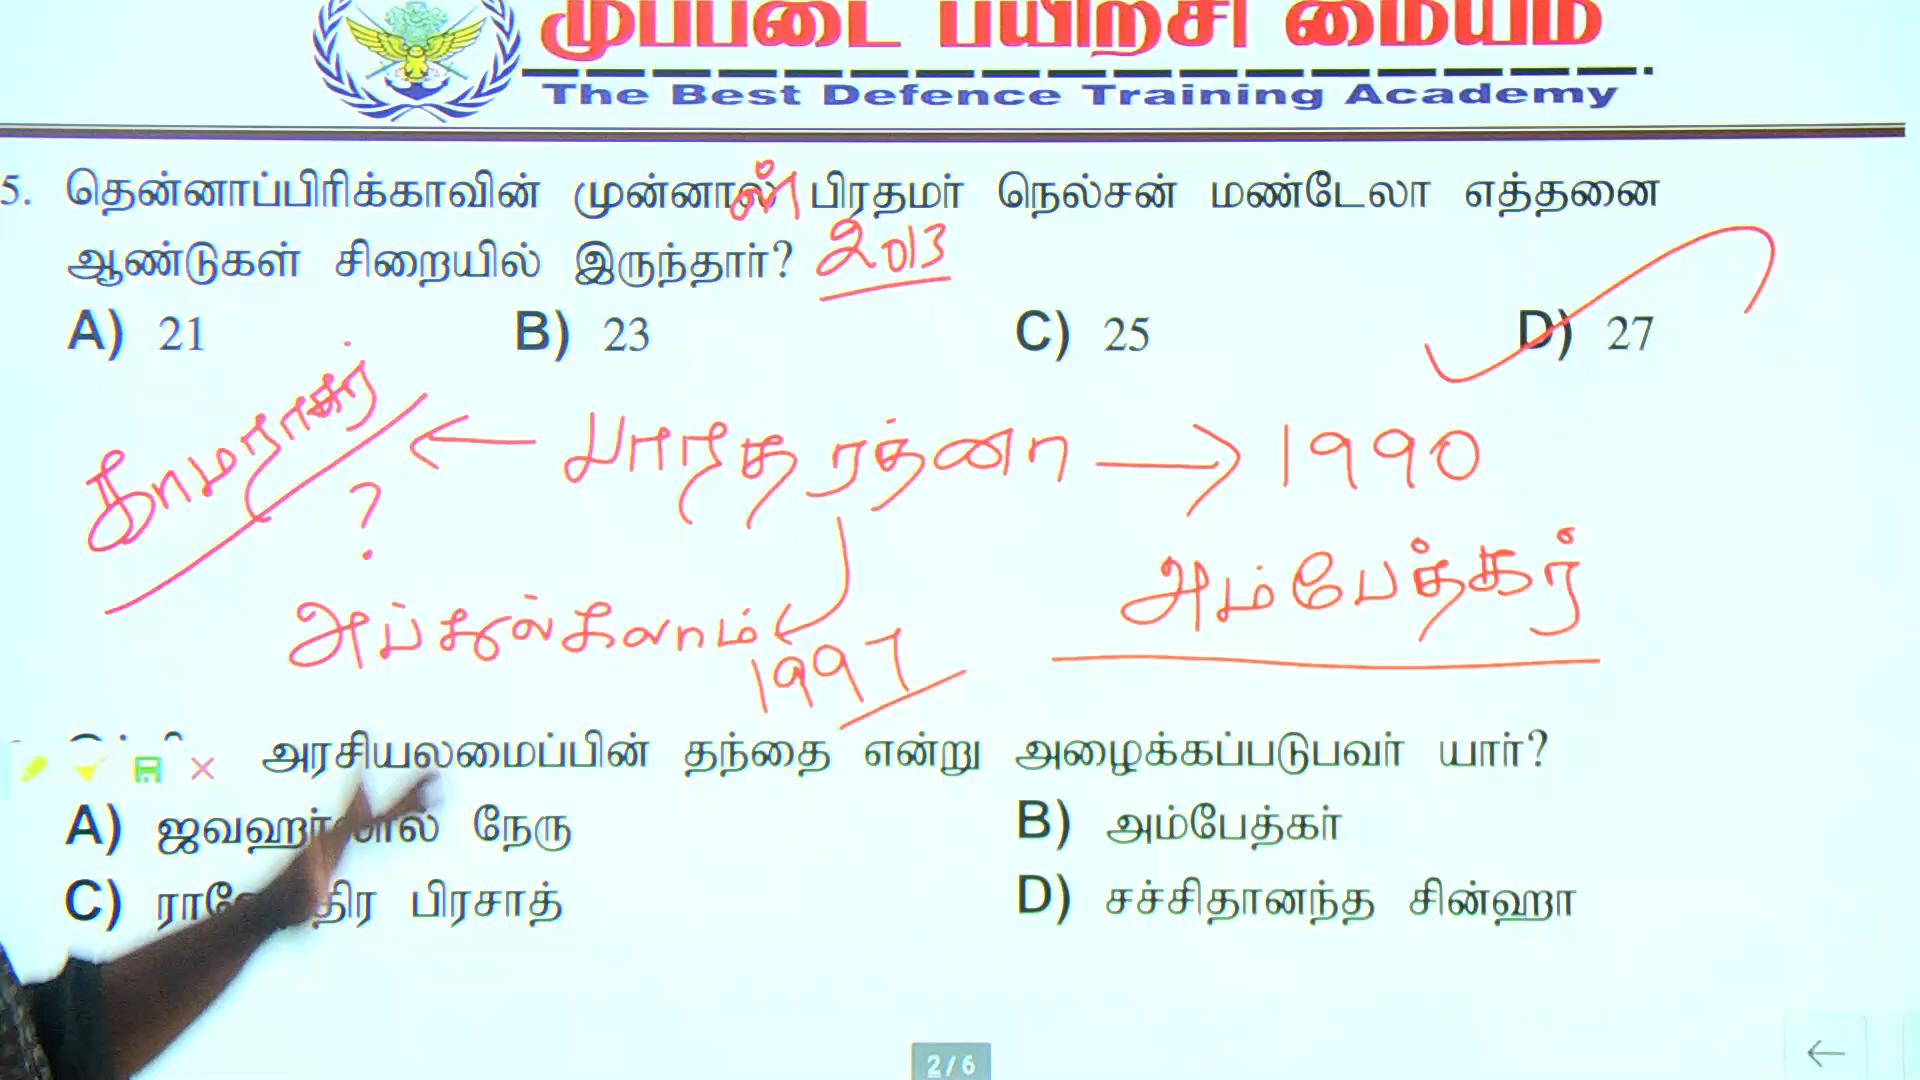 முப்படை பயிற்சி மையம்
The Best Defence Training Academy
5. தென்னாப்பிரிக்காவின் முன்னாள் பிரதமர் நெல்சன் மண்டேலா எத்தனை
ஆண்டுகள் சிறையில் இருந்தார்? 2013
A) 21 B) 23 C) 25 D) 27
காமராசர் ← பாரத ரத்னா → 1990
?
அப்துல்கலாம் அம்பேத்கர்
1997
அரசியலமைப்பின் தந்தை என்று அழைக்கப்படுபவர் யார்?
A) ஜவஹர்லால் நேரு B) அம்பேத்கர்
C) பிரசாத் D) சச்சிதானந்த சின்ஹா
2 / 6